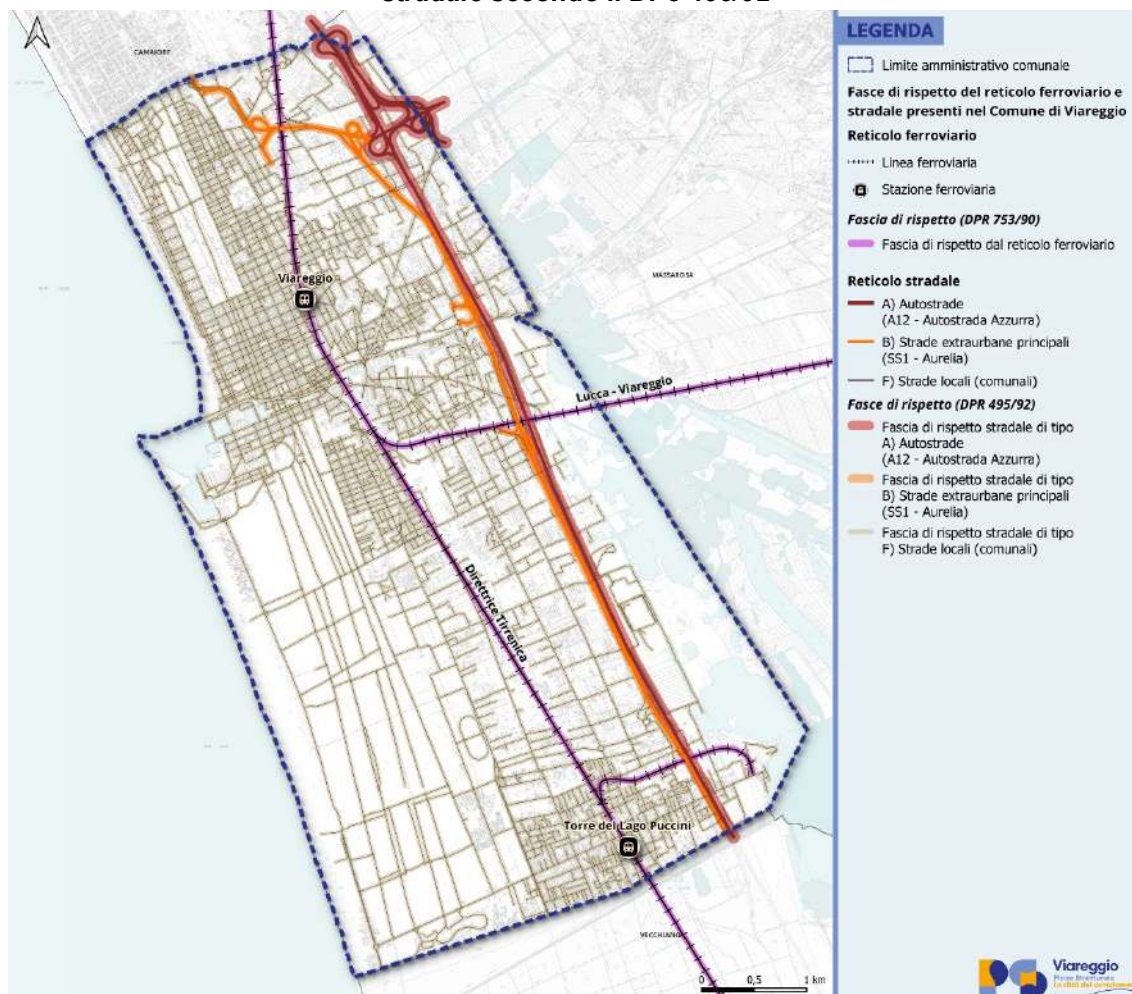 CAMAIORE
Viareggio
MASSAROSA
Lucca - Viareggio
Direttrice Tirrenica
Torre del Lago Puccini
VECCHIANO
0 0,5 1 km
LEGENDA
Limite amministrativo comunale
Fasce di rispetto del reticolo ferroviario e
stradale presenti nel Comune di Viareggio
Reticolo ferroviario
Linea ferroviaria
Stazione ferroviaria
Fascia di rispetto (DPR 753/90)
Fascia di rispetto dal reticolo ferroviario
Reticolo stradale
A) Autostrade
(A12 - Autostrada Azzurra)
B) Strade extraurbane principali
(SS1 - Aurelia)
F) Strade locali (comunali)
Fasce di rispetto (DPR 495/92)
Fascia di rispetto stradale di tipo
A) Autostrade
(A12 - Autostrada Azzurra)
Fascia di rispetto stradale di tipo
B) Strade extraurbane principali
(SS1 - Aurelia)
Fascia di rispetto stradale di tipo
F) Strade locali (comunali)
Viareggio